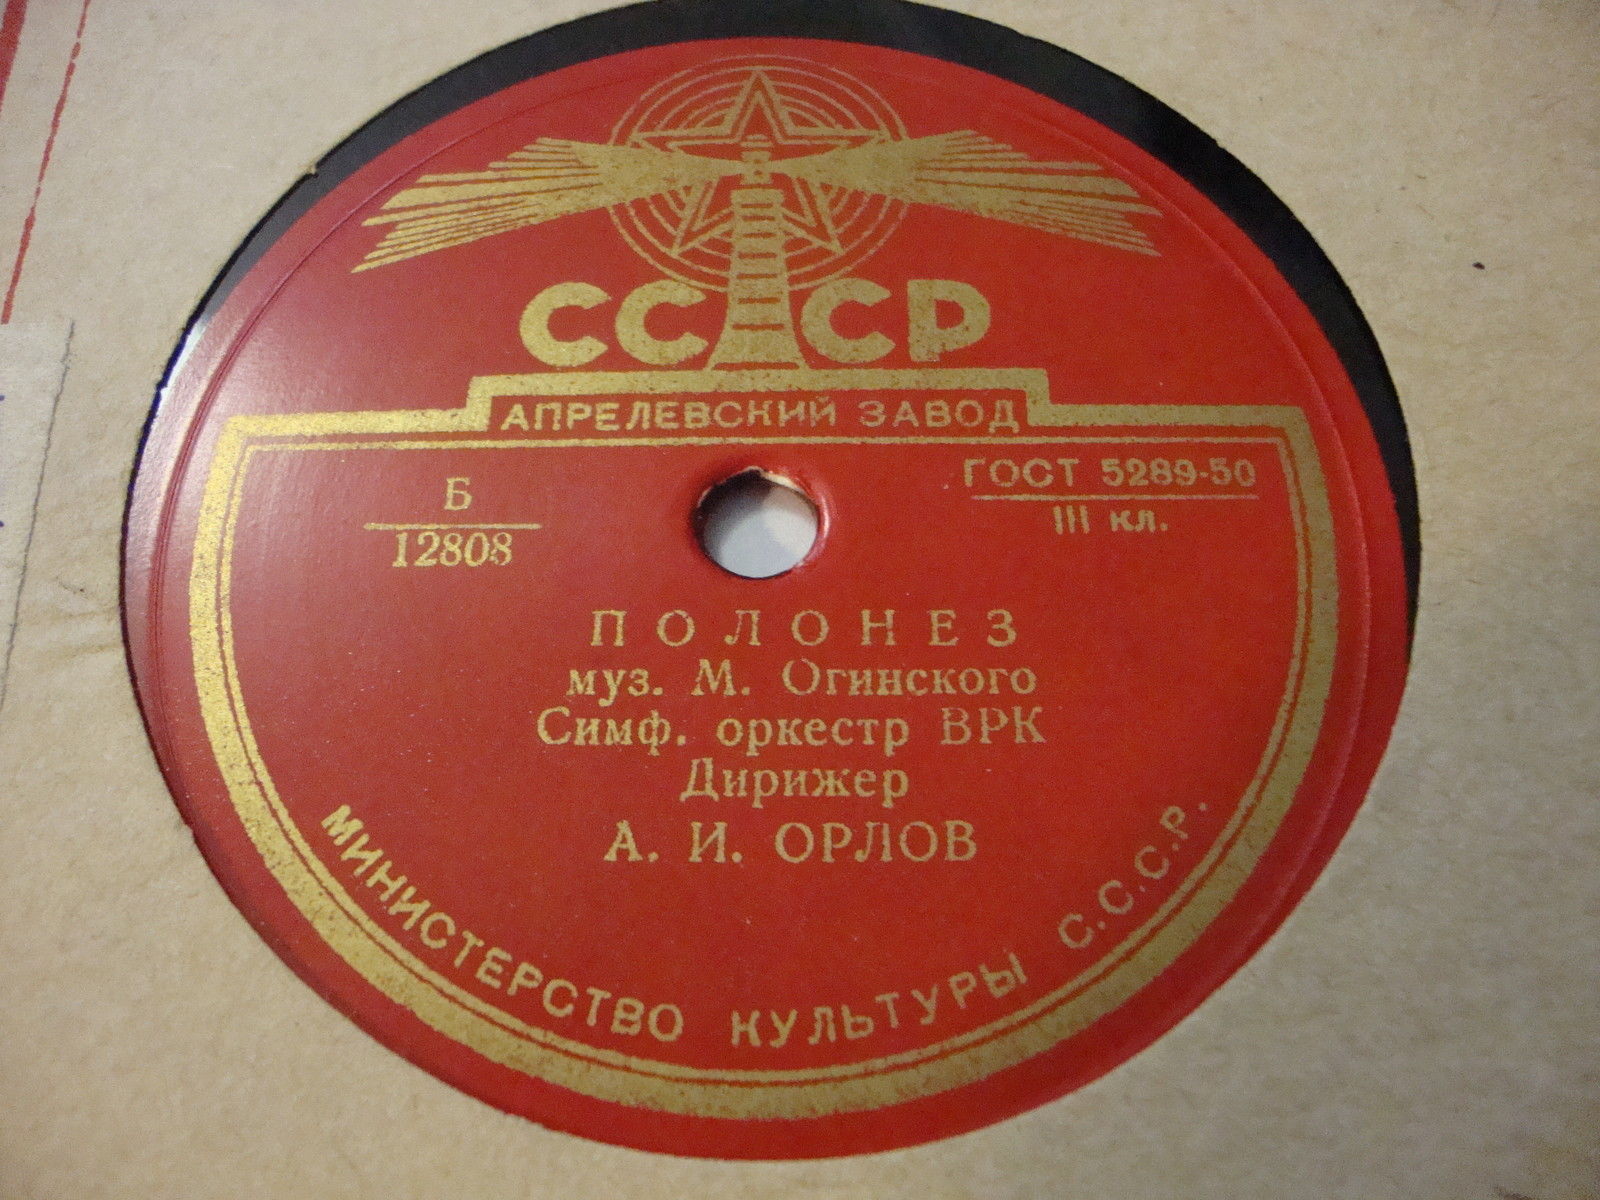 СССР
АПРЕЛЕВСКИЙ ЗАВОД
Б
12808
ГОСТ 5289-50
III кл.
ПОЛОНЕЗ
муз. М. Огинского
Симф. оркестр ВРК
Дирижер
А. И. ОРЛОВ
МИНИСТЕРСТВО КУЛЬТУРЫ С.С.С.Р.